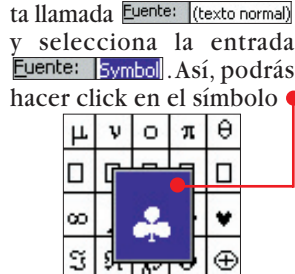 ta llamada Fuente: (texto normal)
y selecciona la entrada
Fuente: Symbol . Así, podrás
hacer click en el símbolo
μ ν ο π θ
∞ ♥
ℑ ⊕